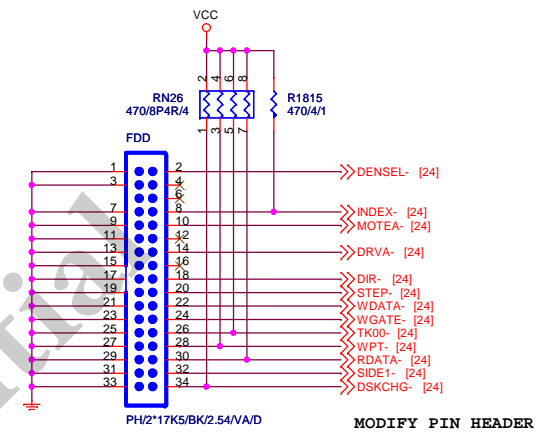 VCC
2 4 6 8
RN26
470/8P4R/4
R1815
470/4/1
1 3 5 7
FDD
1 2 DENSEL- [24]
3 4
6
7 8 INDEX- [24]
9 10 MOTEA- [24]
11 12
13 14 DRVA- [24]
15 16
17 18 DIR- [24]
19 20 STEP- [24]
21 22 WDATA- [24]
23 24 WGATE- [24]
25 26 TK00- [24]
27 28 WPT- [24]
29 30 RDATA- [24]
31 32 SIDE1- [24]
33 34 DSKCHG- [24]
PH/2*17K5/BK/2.54/VA/D
MODIFY PIN HEADER
tial